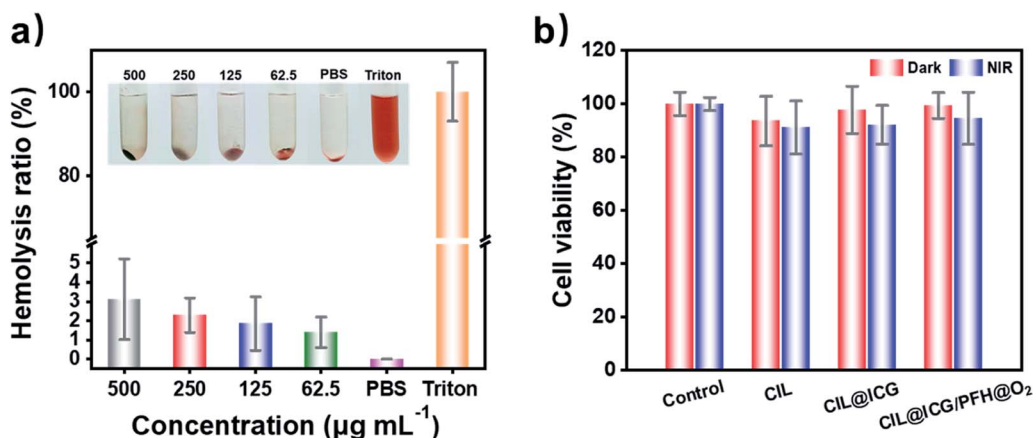 a)
Hemolysis ratio (%)
100
80
5
4
3
2
1
0
500 250 125 62.5 PBS Triton
500 250 125 62.5 PBS Triton
Concentration (µg mL⁻¹)
b)
Cell viability (%)
120
100
80
60
40
20
0
Dark NIR
Control CIL CIL@ICG CIL@ICG/PFH@O₂